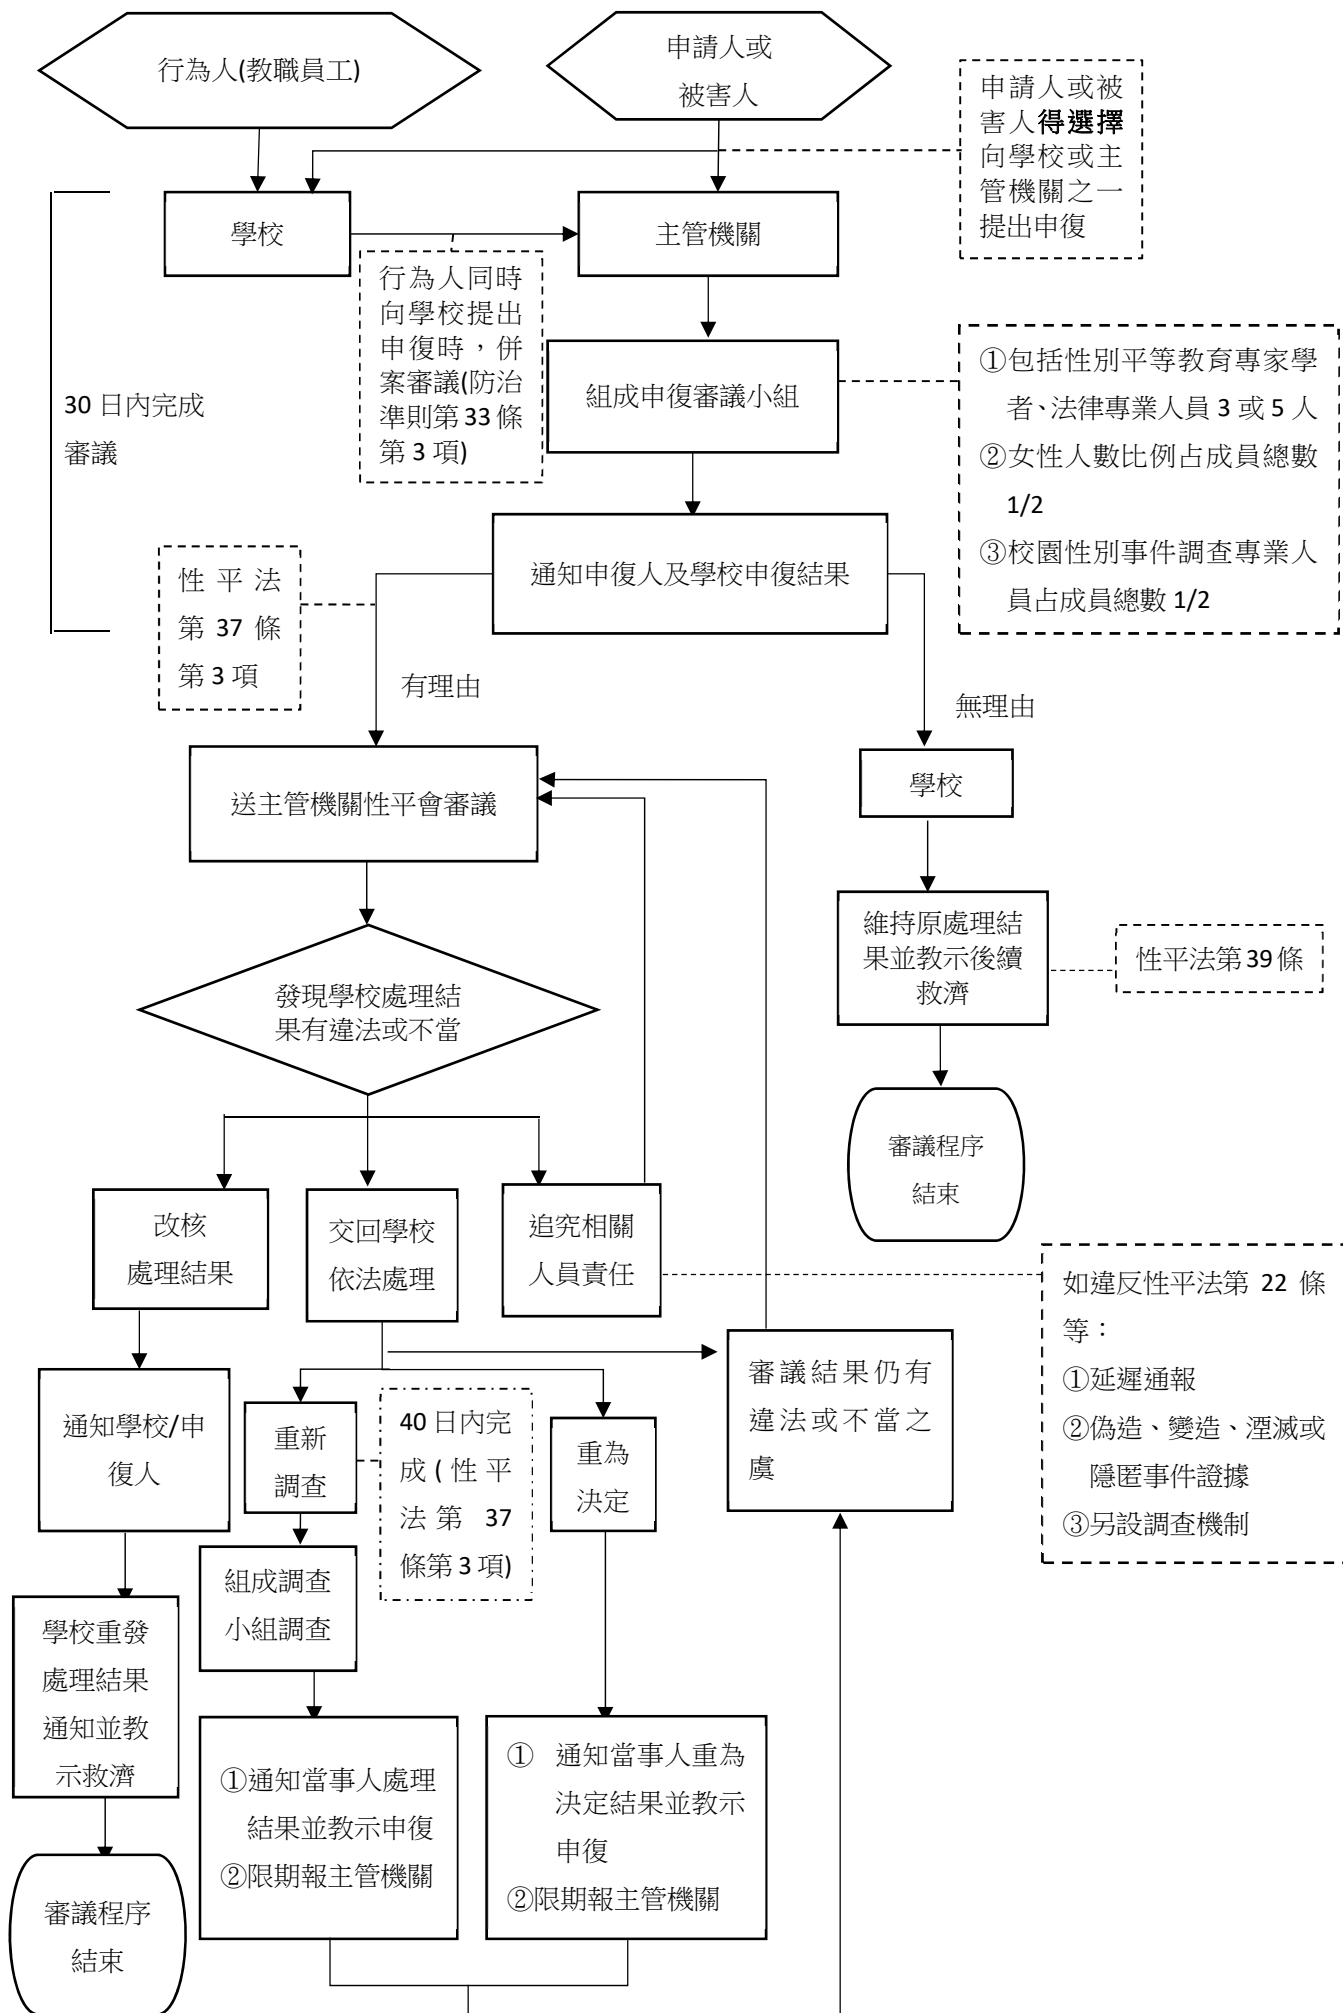 行為人(教職員工)
申請人或
被害人
申請人或被
害人得選擇
向學校或主
管機關之一
提出申復
學校
主管機關
行為人同時
向學校提出
申復時，併
案審議(防治
準則第33條
第3項)
組成申復審議小組
①包括性別平等教育專家學
者、法律專業人員3或5人
②女性人數比例占成員總數
1/2
③校園性別事件調查專業人
員占成員總數1/2
30日內完成
審議
通知申復人及學校申復結果
性平法
第37條
第3項
有理由
無理由
送主管機關性平會審議
學校
維持原處理結
果並教示後續
救濟
性平法第39條
發現學校處理結
果有違法或不當
審議程序
結束
改核
處理結果
交回學校
依法處理
追究相關
人員責任
如違反性平法第22條
等：
①延遲通報
②偽造、變造、湮滅或
隱匿事件證據
③另設調查機制
通知學校/申
復人
重新
調查
40日內完
成(性平
法第37
條第3項)
重為
決定
審議結果仍有
違法或不當之
虞
組成調查
小組調查
學校重發
處理結果
通知並教
示救濟
①通知當事人處理
結果並教示申復
②限期報主管機關
① 通知當事人重為
決定結果並教示
申復
②限期報主管機關
審議程序
結束